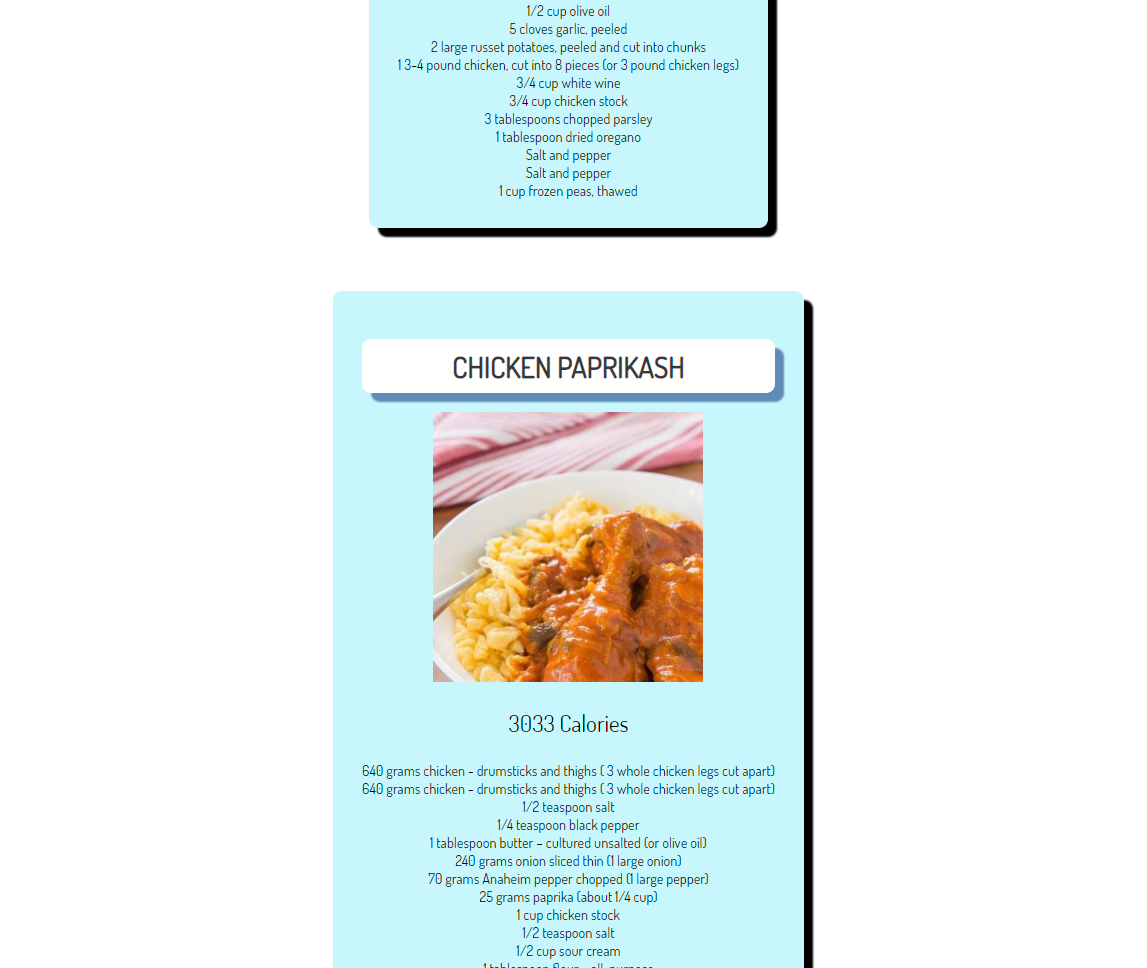 1/2 cup olive oil
5 cloves garlic, peeled
2 large russet potatoes, peeled and cut into chunks
1 3-4 pound chicken, cut into 8 pieces (or 3 pound chicken legs)
3/4 cup white wine
3/4 cup chicken stock
3 tablespoons chopped parsley
1 tablespoon dried oregano
Salt and pepper
Salt and pepper
1 cup frozen peas, thawed
CHICKEN PAPRIKASH
3033 Calories
640 grams chicken - drumsticks and thighs ( 3 whole chicken legs cut apart)
640 grams chicken - drumsticks and thighs ( 3 whole chicken legs cut apart)
1/2 teaspoon salt
1/4 teaspoon black pepper
1 tablespoon butter – cultured unsalted (or olive oil)
240 grams onion sliced thin (1 large onion)
70 grams Anaheim pepper chopped (1 large pepper)
25 grams paprika (about 1/4 cup)
1 cup chicken stock
1/2 teaspoon salt
1/2 cup sour cream
1 tablespoon flour – all-purpose